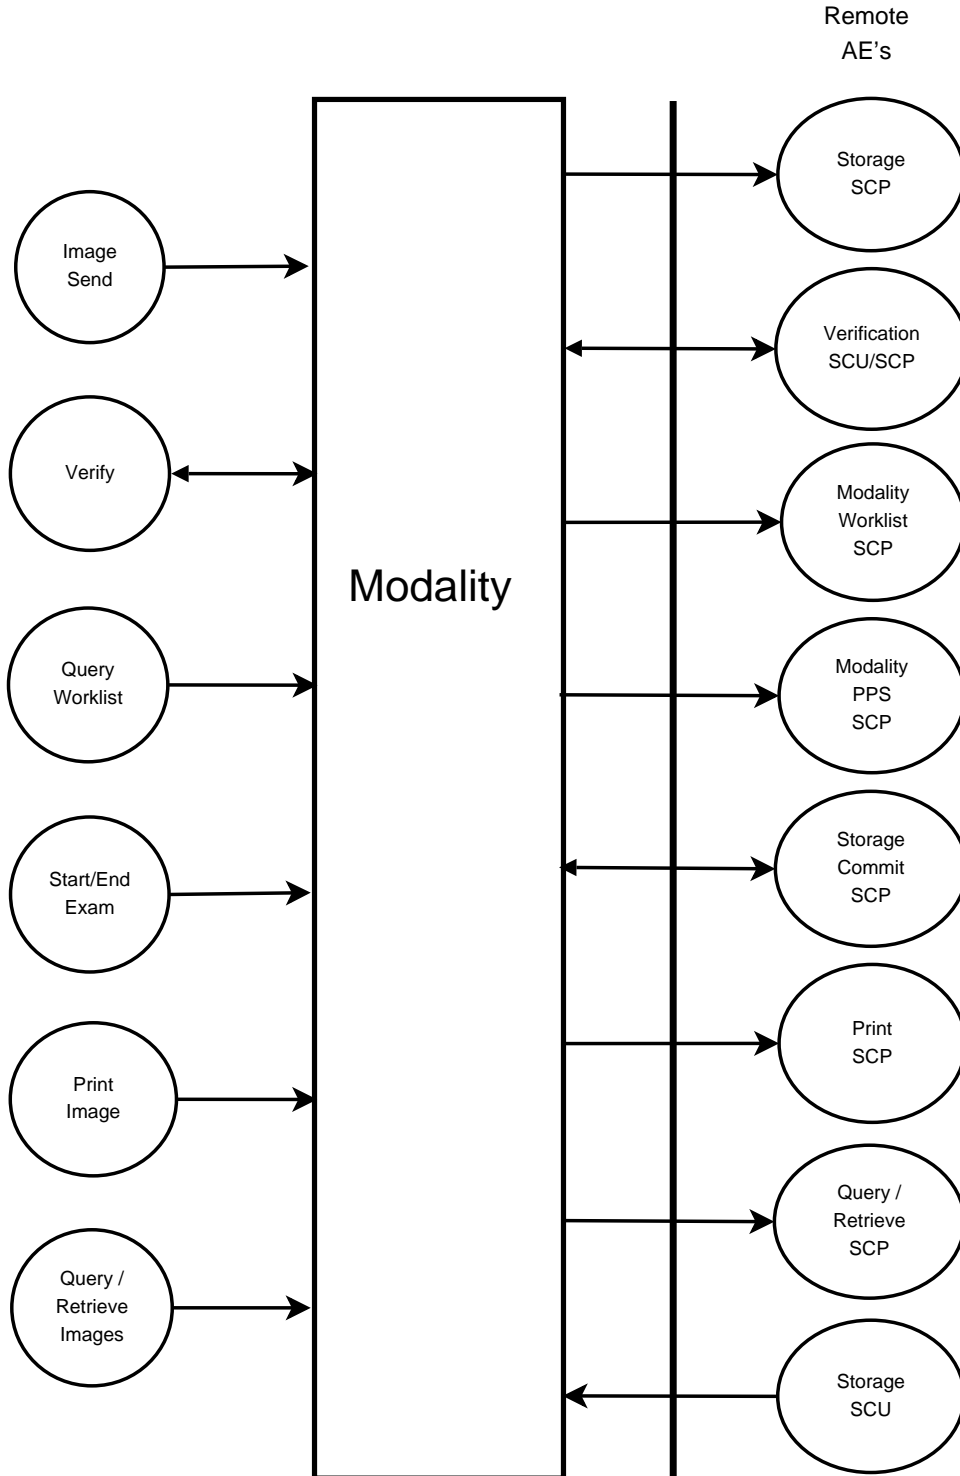 Remote
AE's
Storage
SCP
Image
Send
Verification
SCU/SCP
Verify
Modality
Worklist
SCP
Modality
Query
Worklist
Modality
PPS
SCP
Start/End
Exam
Storage
Commit
SCP
Print
Image
Print
SCP
Query /
Retrieve
SCP
Query /
Retrieve
Images
Storage
SCU